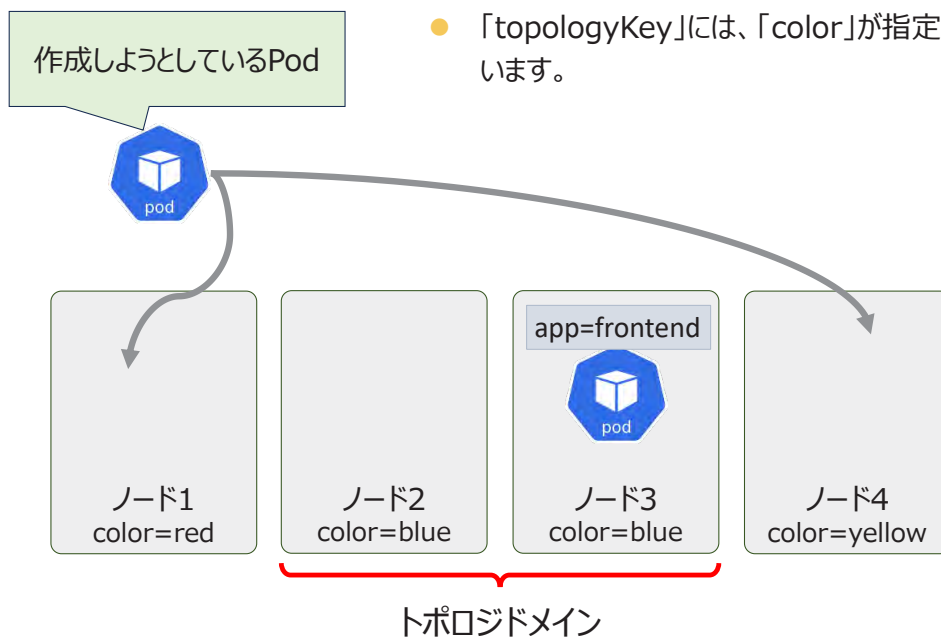 作成しようとしているPod
● 「topologyKey」には、「color」が指定
います。
pod
app=frontend
pod
ノード1
color=red
ノード2
color=blue
ノード3
color=blue
ノード4
color=yellow
トポロジドメイン